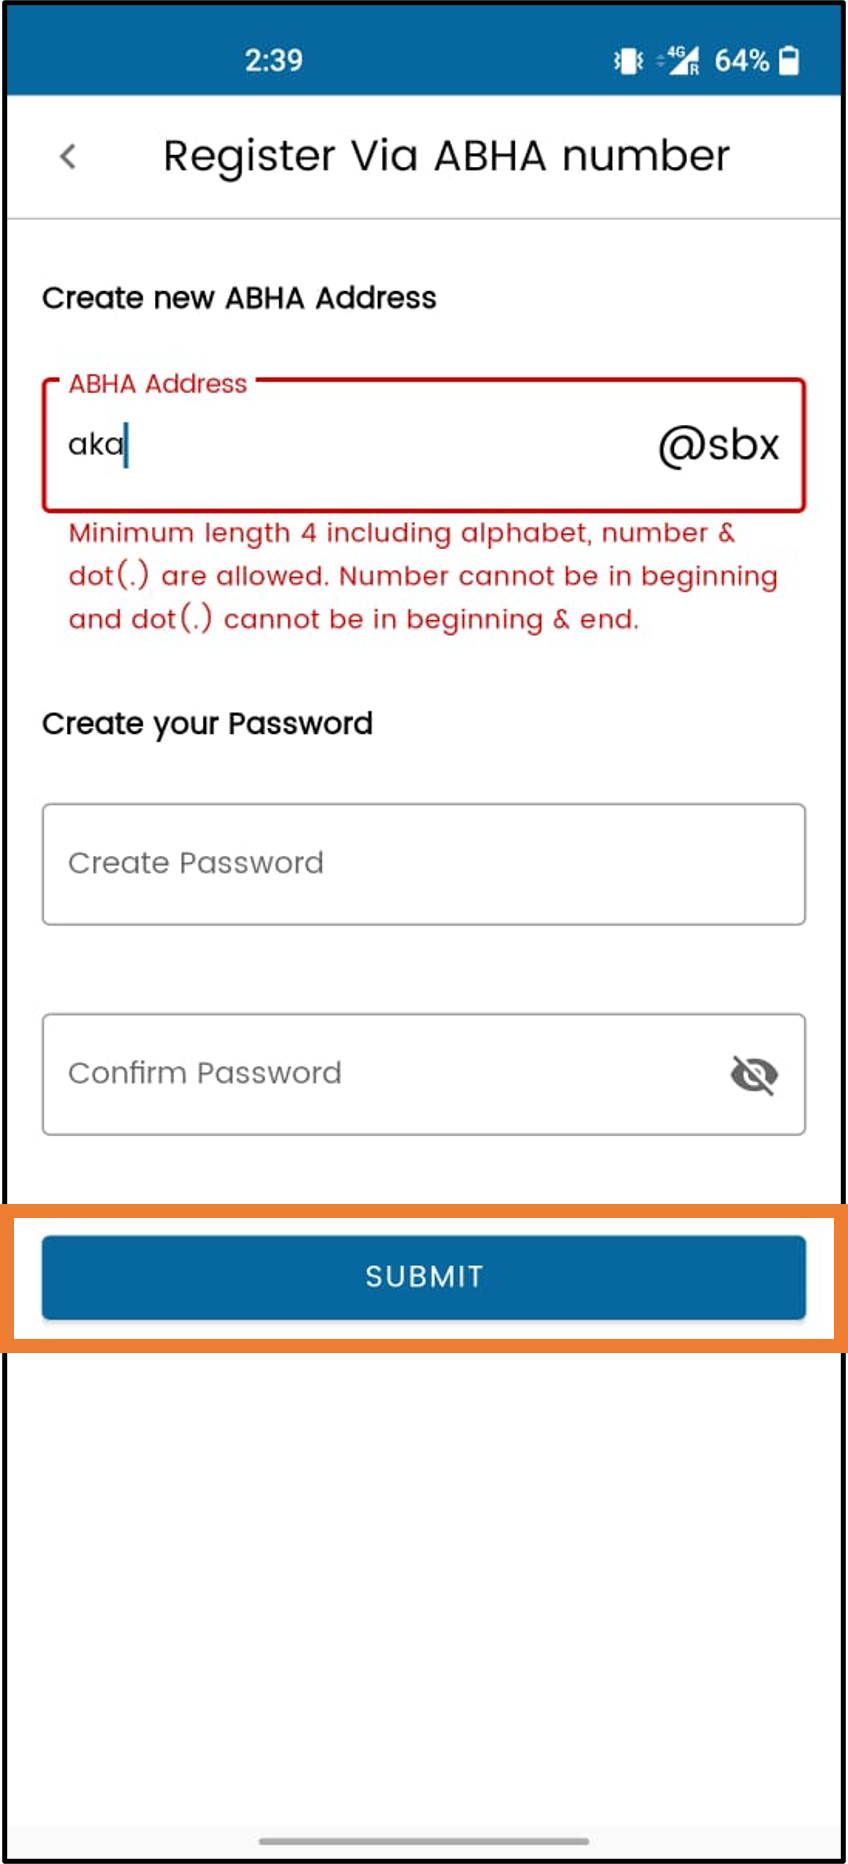 2:39 4G R 64%
Register Via ABHA number
Create new ABHA Address
ABHA Address
aka @sbx
Minimum length 4 including alphabet, number &
dot(.) are allowed. Number cannot be in beginning
and dot(.) cannot be in beginning & end.
Create your Password
Create Password
Confirm Password
SUBMIT